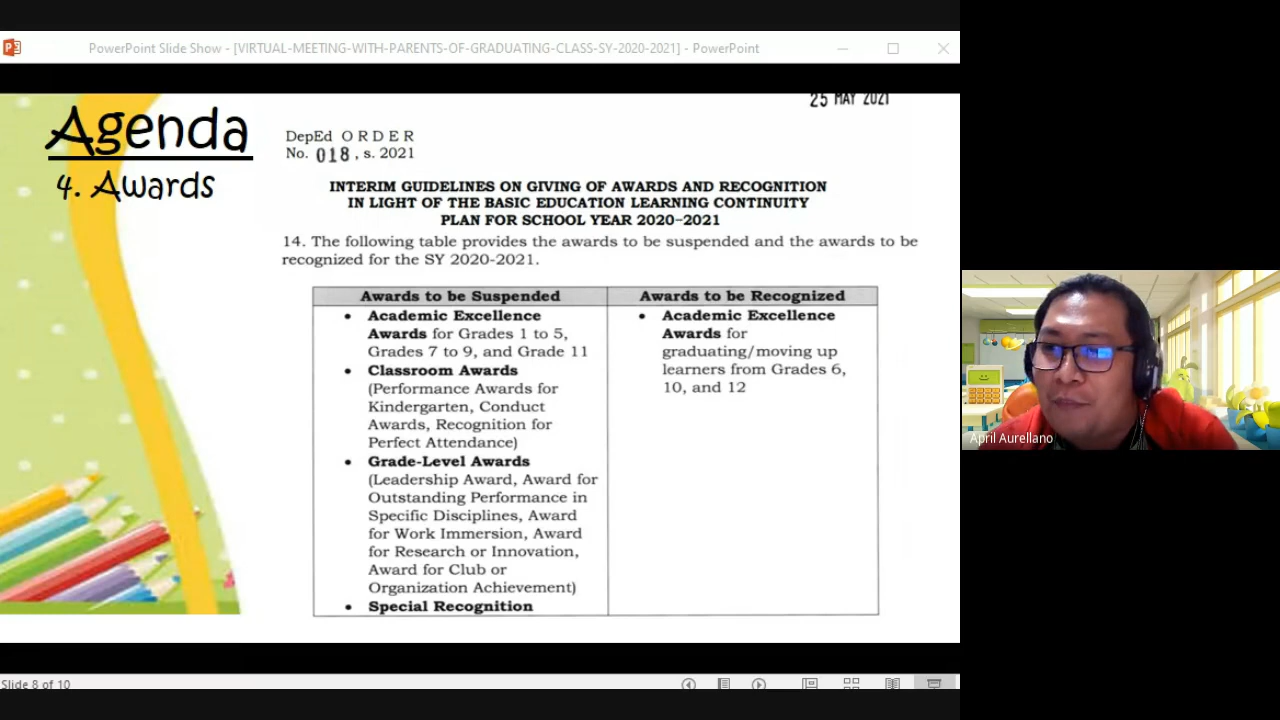 PowerPoint Slide Show - [VIRTUAL-MEETING-WITH-PARENTS-OF-GRADUATING-CLASS-SY-2020-2021] - PowerPoint
Agenda
4. Awards
25 MAY 2021
DepEd O R D E R
No. 018, s. 2021
INTERIM GUIDELINES ON GIVING OF AWARDS AND RECOGNITION
IN LIGHT OF THE BASIC EDUCATION LEARNING CONTINUITY
PLAN FOR SCHOOL YEAR 2020–2021
14. The following table provides the awards to be suspended and the awards to be
recognized for the SY 2020-2021.
Awards to be Suspended
• Academic Excellence
Awards for Grades 1 to 5,
Grades 7 to 9, and Grade 11
• Classroom Awards
(Performance Awards for
Kindergarten, Conduct
Awards, Recognition for
Perfect Attendance)
• Grade-Level Awards
(Leadership Award, Award for
Outstanding Performance in
Specific Disciplines, Award
for Work Immersion, Award
for Research or Innovation,
Award for Club or
Organization Achievement)
• Special Recognition
Awards to be Recognized
• Academic Excellence
Awards for
graduating/moving up
learners from Grades 6,
10, and 12
April Aurellano
Slide 8 of 10